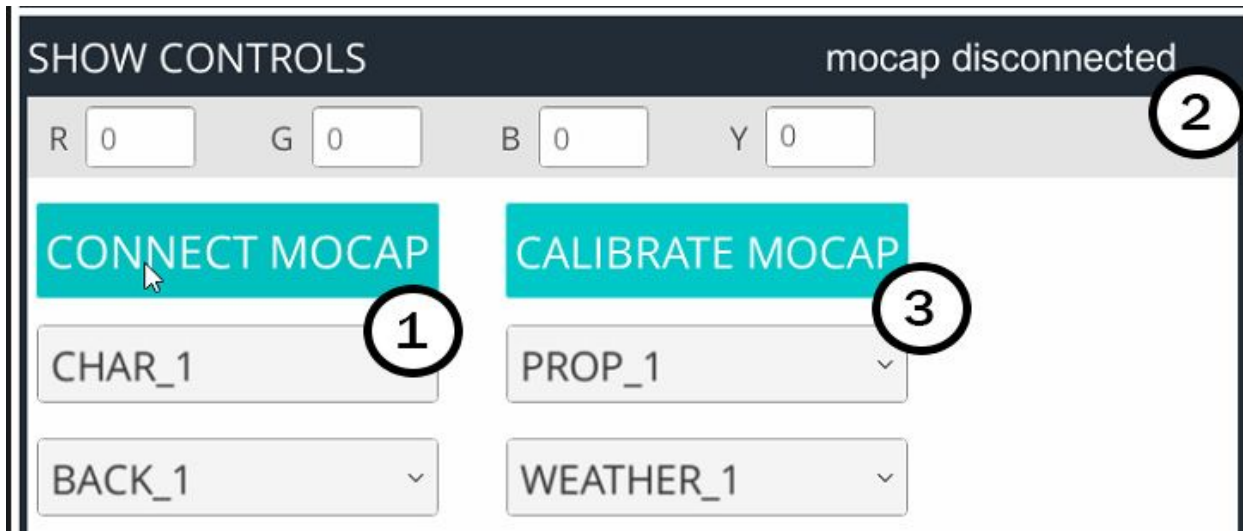 SHOW CONTROLS mocap disconnected
2
R 0 G 0 B 0 Y 0
CONNECT MOCAP CALIBRATE MOCAP
1 3
CHAR_1 PROP_1
BACK_1 WEATHER_1